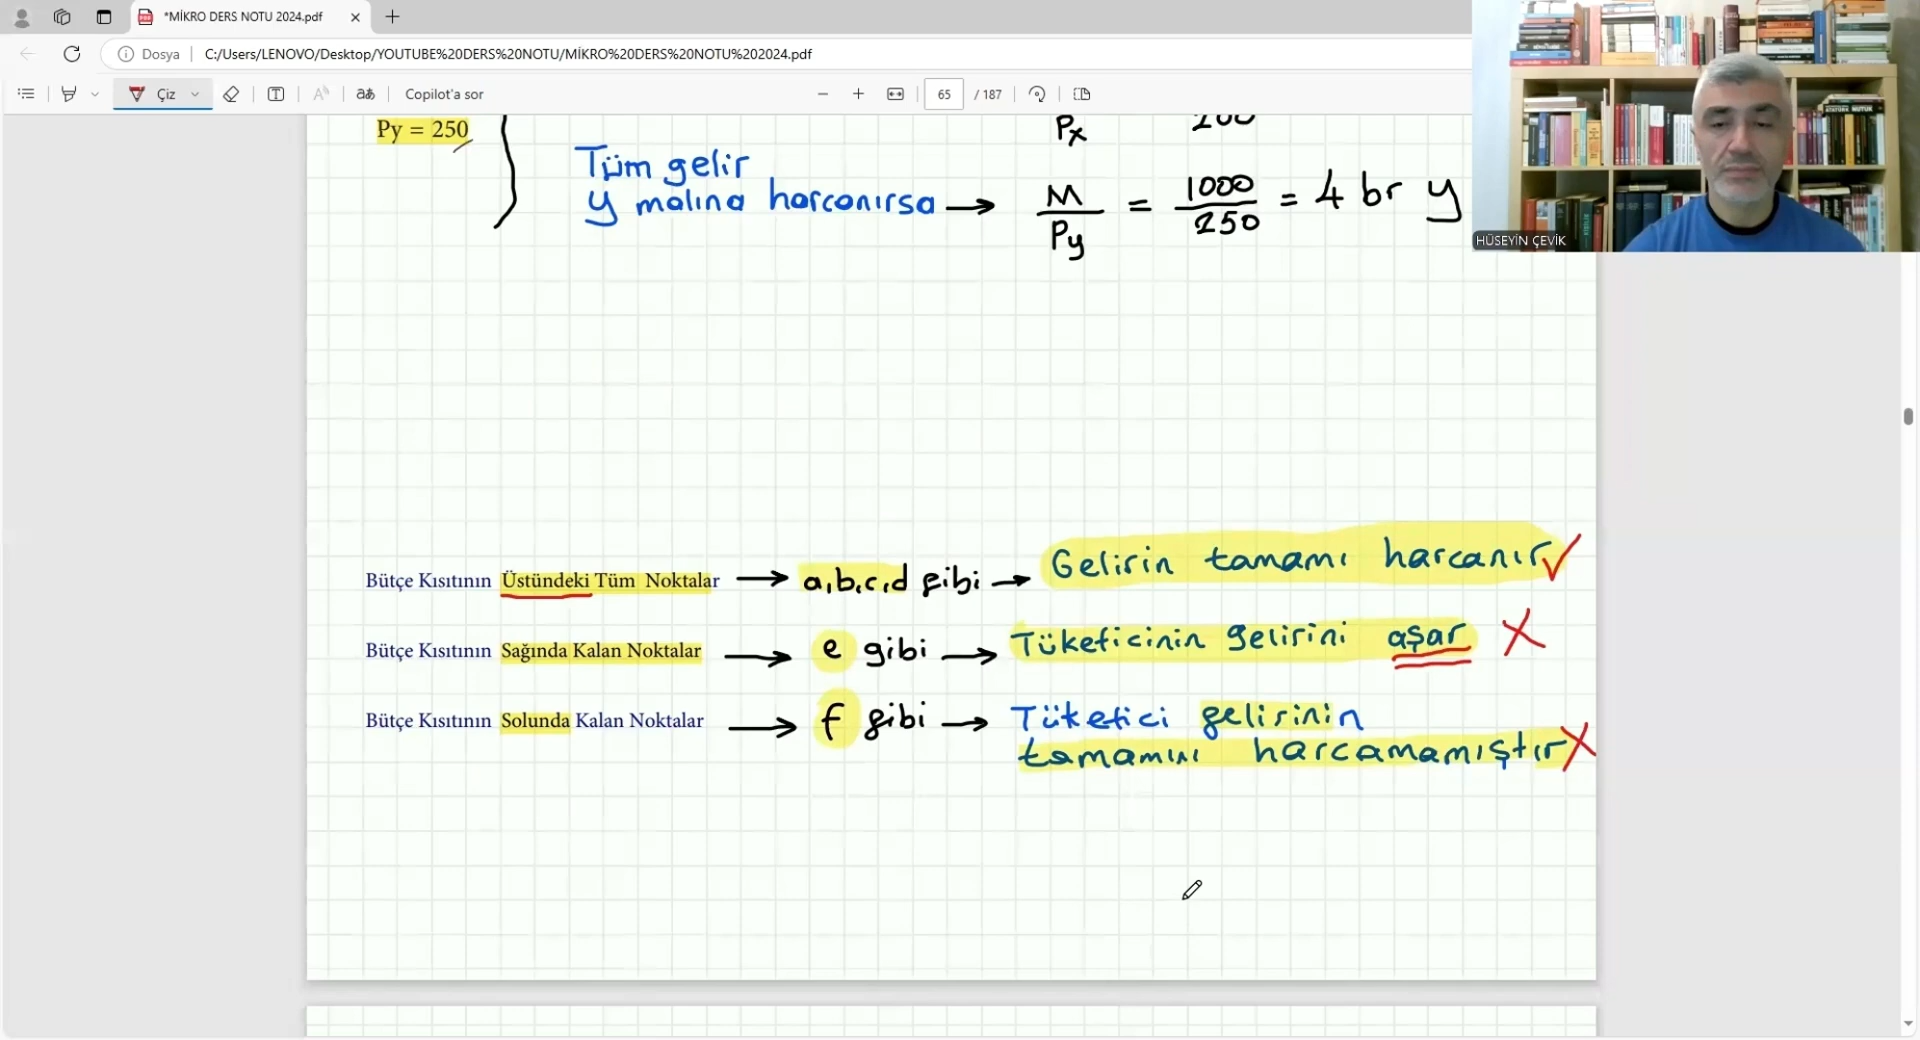 *MİKRO DERS NOTU 2024.pdf
Dosya C:/Users/LENOVO/Desktop/YOUTUBE%20DERS%20NOTU/MİKRO%20DERS%20NOTU%202024.pdf
Çiz Copilot'a sor 65 / 187
Py = 250
Px
Tüm gelir
y malına harcanırsa → M/Py = 1000/250 = 4 br y
HÜSEYİN ÇEVİK
Bütçe Kısıtının Üstündeki Tüm Noktalar → a,b,c,d gibi → Gelirin tamamı harcanır ✓
Bütçe Kısıtının Sağında Kalan Noktalar → e gibi → Tüketicinin gelirini aşar X
Bütçe Kısıtının Solunda Kalan Noktalar → f gibi → Tüketici gelirinin
tamamını harcamamıştır X